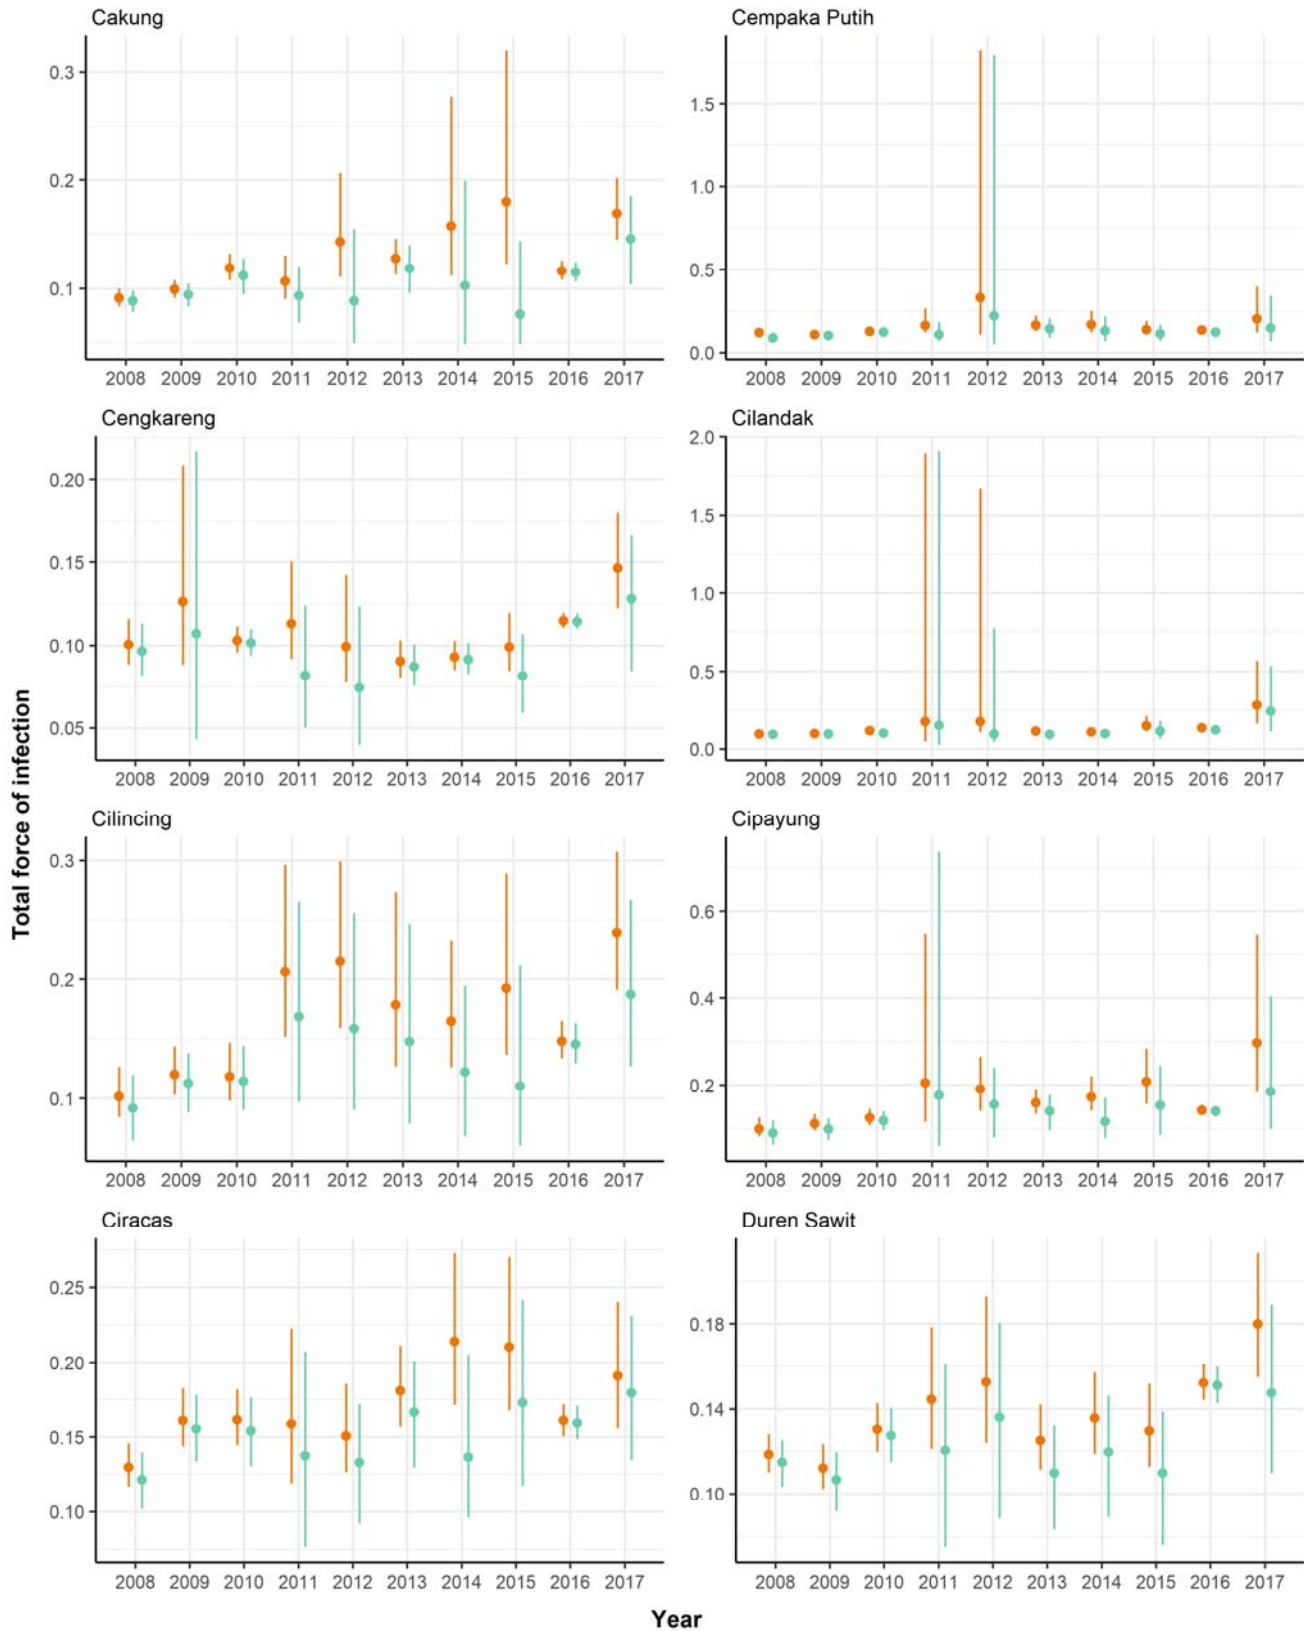 Cakung
0.3
0.2
0.1
2008 2009 2010 2011 2012 2013 2014 2015 2016 2017
Cempaka Putih
1.5
1.0
0.5
0.0
2008 2009 2010 2011 2012 2013 2014 2015 2016 2017
Cengkareng
0.20
0.15
0.10
0.05
2008 2009 2010 2011 2012 2013 2014 2015 2016 2017
Cilandak
2.0
1.5
1.0
0.5
0.0
2008 2009 2010 2011 2012 2013 2014 2015 2016 2017
Cilincing
0.3
0.2
0.1
2008 2009 2010 2011 2012 2013 2014 2015 2016 2017
Cipayung
0.6
0.4
0.2
2008 2009 2010 2011 2012 2013 2014 2015 2016 2017
Ciracas
0.25
0.20
0.15
0.10
2008 2009 2010 2011 2012 2013 2014 2015 2016 2017
Duren Sawit
0.18
0.14
0.10
2008 2009 2010 2011 2012 2013 2014 2015 2016 2017
Total force of infection
Year